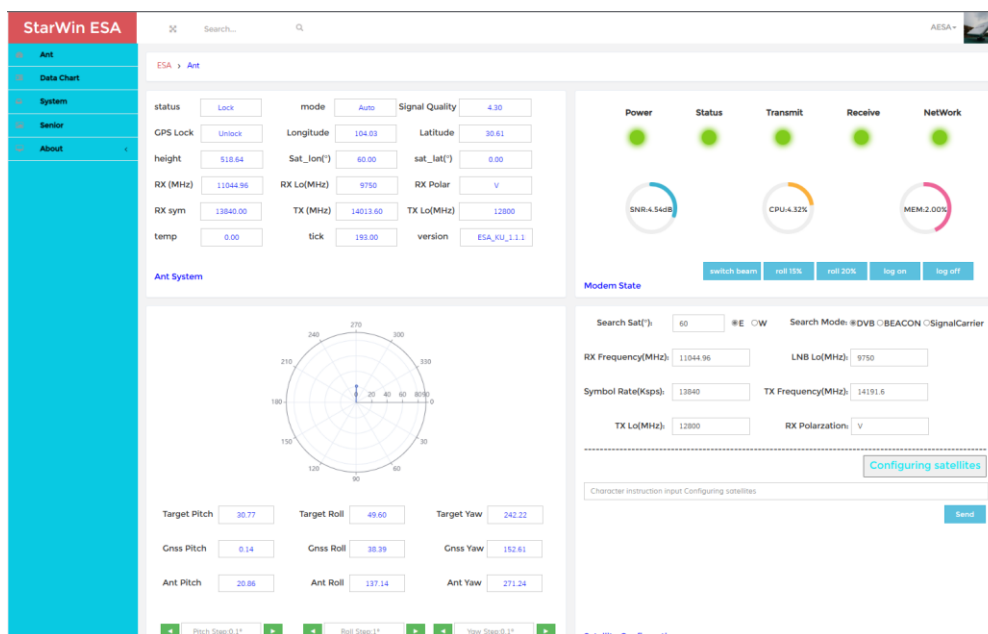 StarWin ESA
Search...
AESA
Ant
Data Chart
System
Senior
About
ESA > Ant
status Lock mode Auto Signal Quality 4.30
GPS Lock Unlock Longitude 104.03 Latitude 30.61
height 518.64 Sat_lon(°) 60.00 sat_lat(°) 0.00
RX (MHz) 11044.96 RX Lo(MHz) 9750 RX Polar V
RX sym 13840.00 TX (MHz) 14013.60 TX Lo(MHz) 12800
temp 0.00 tick 193.00 version ESA_KU_1.1.1
Ant System
Power Status Transmit Receive NetWork
SNR:4.54dB CPU:4.32% MEM:2.00%
switch beam roll 15% roll 20% log on log off
Modem State
270
240 300
210 330
180 0 20 40 60 8090 0
150 30
120 60
90
Target Pitch 30.77 Target Roll 49.60 Target Yaw 242.22
Gnss Pitch 0.14 Gnss Roll 38.39 Gnss Yaw 152.61
Ant Pitch 20.86 Ant Roll 137.14 Ant Yaw 271.24
Pitch Step:0.1° Roll Step:1° Yaw Step:0.1°
Search Sat(°): 60 E W Search Mode: DVB BEACON SignalCarrier
RX Frequency(MHz): 11044.96 LNB Lo(MHz): 9750
Symbol Rate(Ksps): 13840 TX Frequency(MHz): 14191.6
TX Lo(MHz): 12800 RX Polarzation: V
Configuring satellites
Character instruction input Configuring satellites
Send